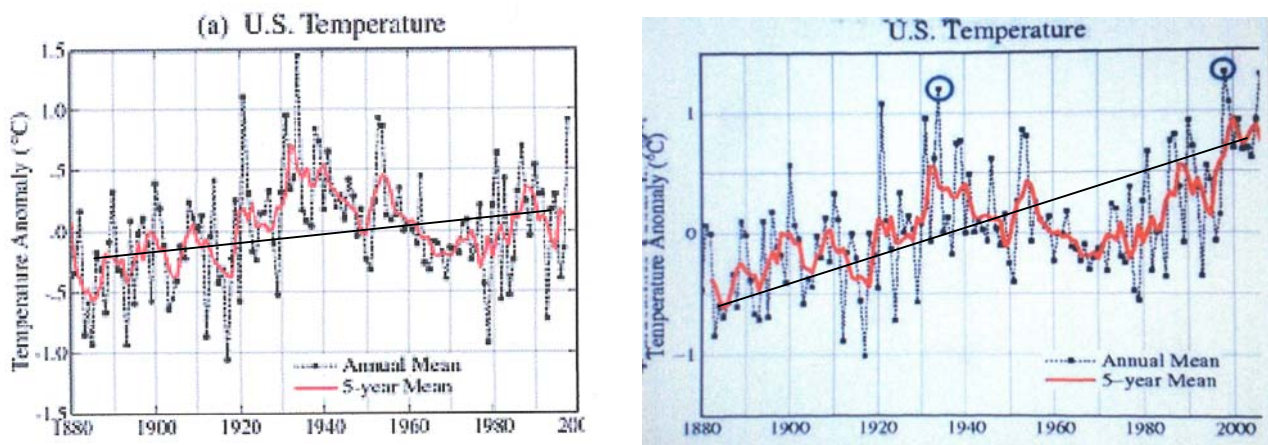 (a) U.S. Temperature
1.5
1.0
.5
.0
-.5
-1.0
-1.5
Temperature Anomaly (°C)
Annual Mean
5-year Mean
1880 1900 1920 1940 1960 1980
U.S. Temperature
1
0
−1
Temperature Anomaly (°C)
Annual Mean
5−year Mean
1880 1900 1920 1940 1960 1980 2000